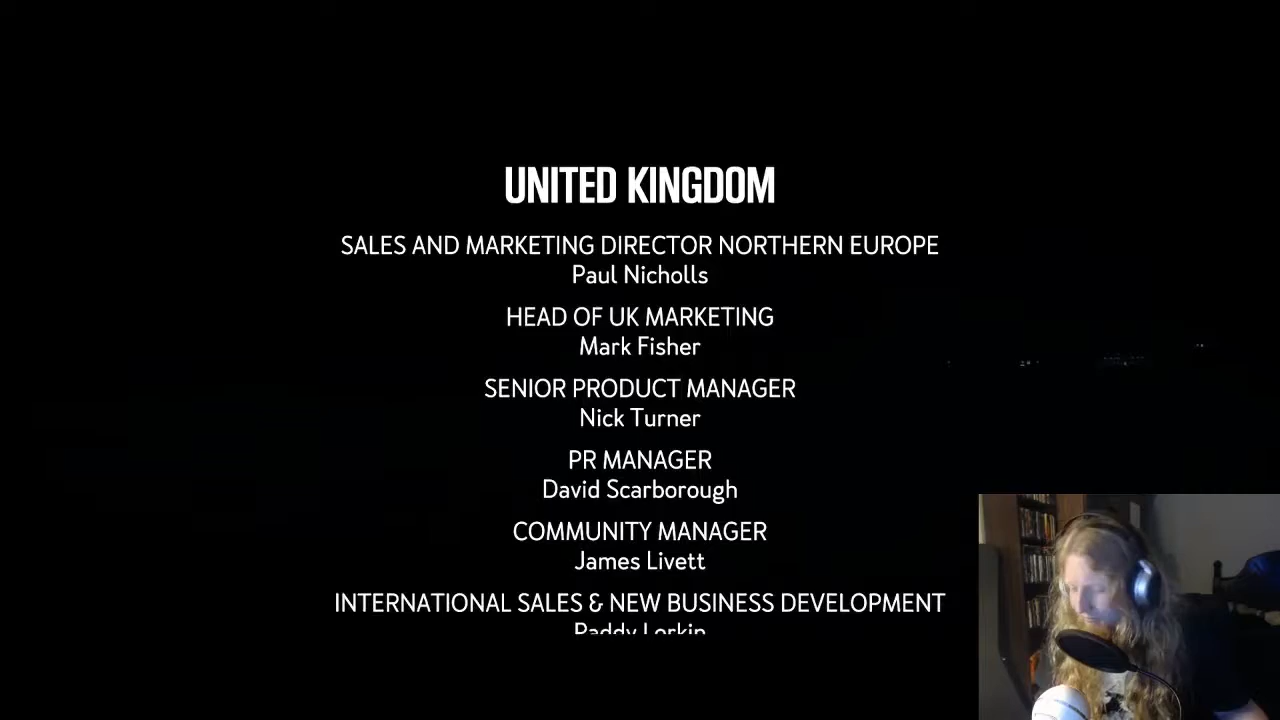 UNITED KINGDOM
SALES AND MARKETING DIRECTOR NORTHERN EUROPE
Paul Nicholls
HEAD OF UK MARKETING
Mark Fisher
SENIOR PRODUCT MANAGER
Nick Turner
PR MANAGER
David Scarborough
COMMUNITY MANAGER
James Livett
INTERNATIONAL SALES & NEW BUSINESS DEVELOPMENT
Paddy